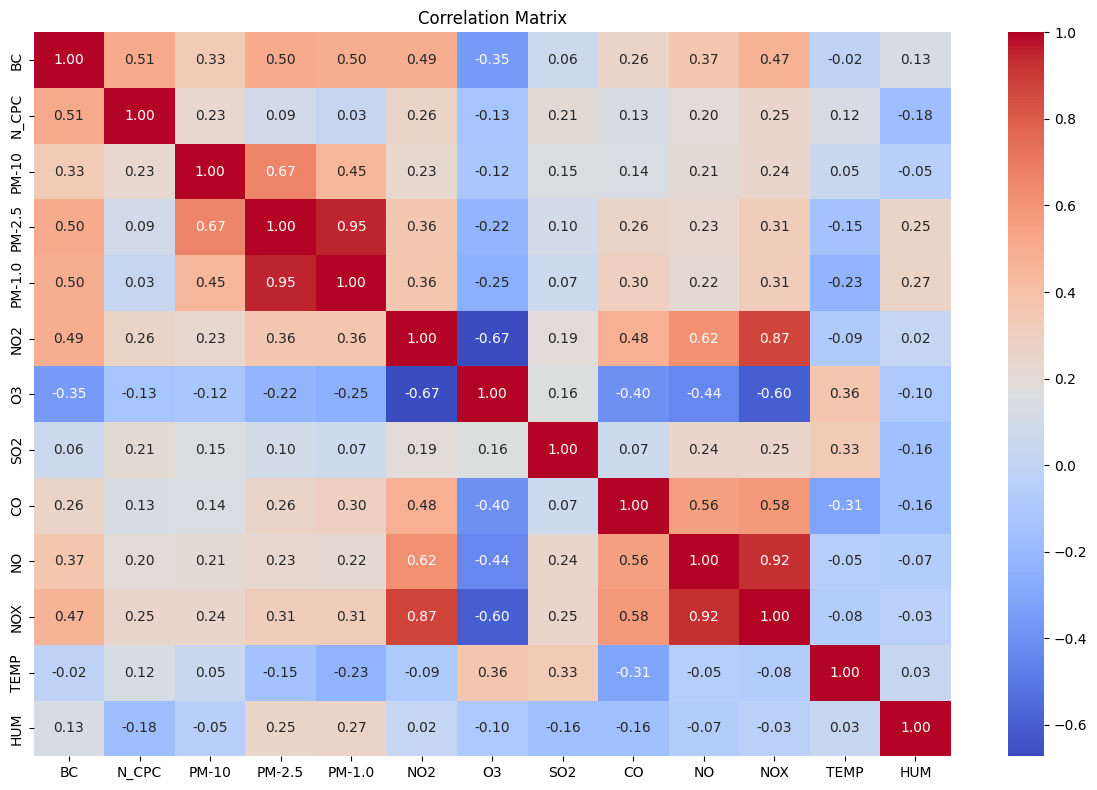 Correlation Matrix
BC 1.00 0.51 0.33 0.50 0.50 0.49 -0.35 0.06 0.26 0.37 0.47 -0.02 0.13
N_CPC 0.51 1.00 0.23 0.09 0.03 0.26 -0.13 0.21 0.13 0.20 0.25 0.12 -0.18
PM-10 0.33 0.23 1.00 0.67 0.45 0.23 -0.12 0.15 0.14 0.21 0.24 0.05 -0.05
PM-2.5 0.50 0.09 0.67 1.00 0.95 0.36 -0.22 0.10 0.26 0.23 0.31 -0.15 0.25
PM-1.0 0.50 0.03 0.45 0.95 1.00 0.36 -0.25 0.07 0.30 0.22 0.31 -0.23 0.27
NO2 0.49 0.26 0.23 0.36 0.36 1.00 -0.67 0.19 0.48 0.62 0.87 -0.09 0.02
O3 -0.35 -0.13 -0.12 -0.22 -0.25 -0.67 1.00 0.16 -0.40 -0.44 -0.60 0.36 -0.10
SO2 0.06 0.21 0.15 0.10 0.07 0.19 0.16 1.00 0.07 0.24 0.25 0.33 -0.16
CO 0.26 0.13 0.14 0.26 0.30 0.48 -0.40 0.07 1.00 0.56 0.58 -0.31 -0.16
NO 0.37 0.20 0.21 0.23 0.22 0.62 -0.44 0.24 0.56 1.00 0.92 -0.05 -0.07
NOX 0.47 0.25 0.24 0.31 0.31 0.87 -0.60 0.25 0.58 0.92 1.00 -0.08 -0.03
TEMP -0.02 0.12 0.05 -0.15 -0.23 -0.09 0.36 0.33 -0.31 -0.05 -0.08 1.00 0.03
HUM 0.13 -0.18 -0.05 0.25 0.27 0.02 -0.10 -0.16 -0.16 -0.07 -0.03 0.03 1.00
BC N_CPC PM-10 PM-2.5 PM-1.0 NO2 O3 SO2 CO NO NOX TEMP HUM
1.0
0.8
0.6
0.4
0.2
0.0
−0.2
−0.4
−0.6